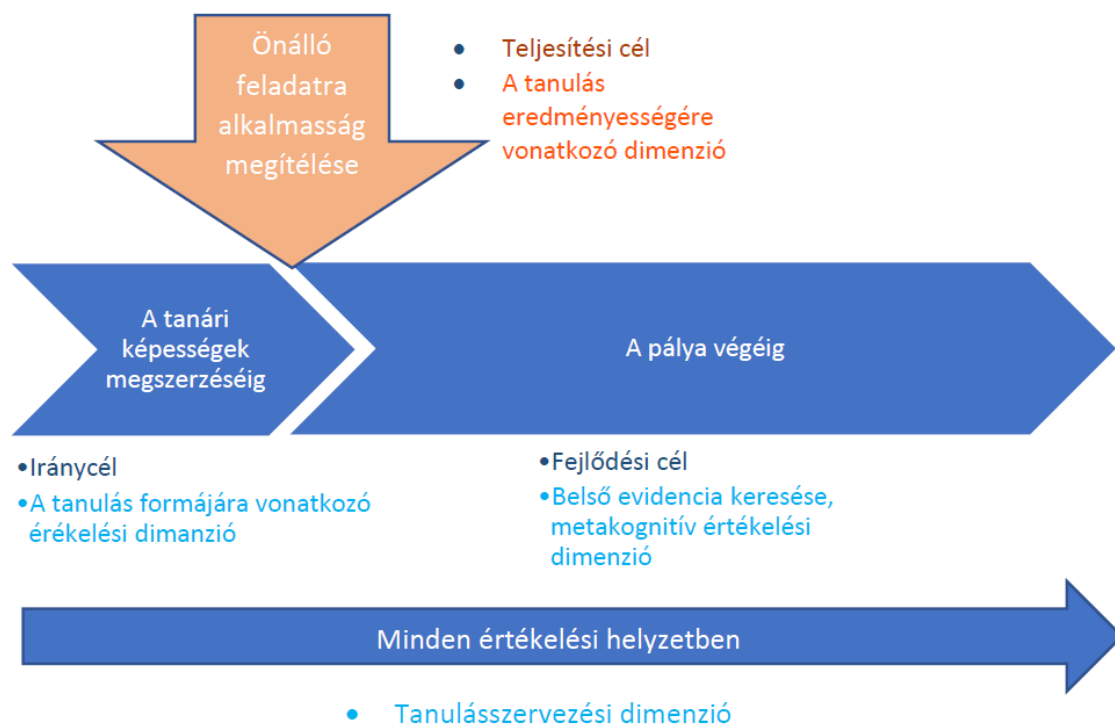 Önálló
feladatra
alkalmasság
megítélése
• Teljesítési cél
• A tanulás
eredményességére
vonatkozó dimenzió
A tanári
képességek
megszerzéséig
A pálya végéig
•Iránycél
•A tanulás formájára vonatkozó
érékelési dimanzió
•Fejlődési cél
•Belső evidencia keresése,
metakognitív értékelési
dimenzió
Minden értékelési helyzetben
• Tanulásszervezési dimenzió